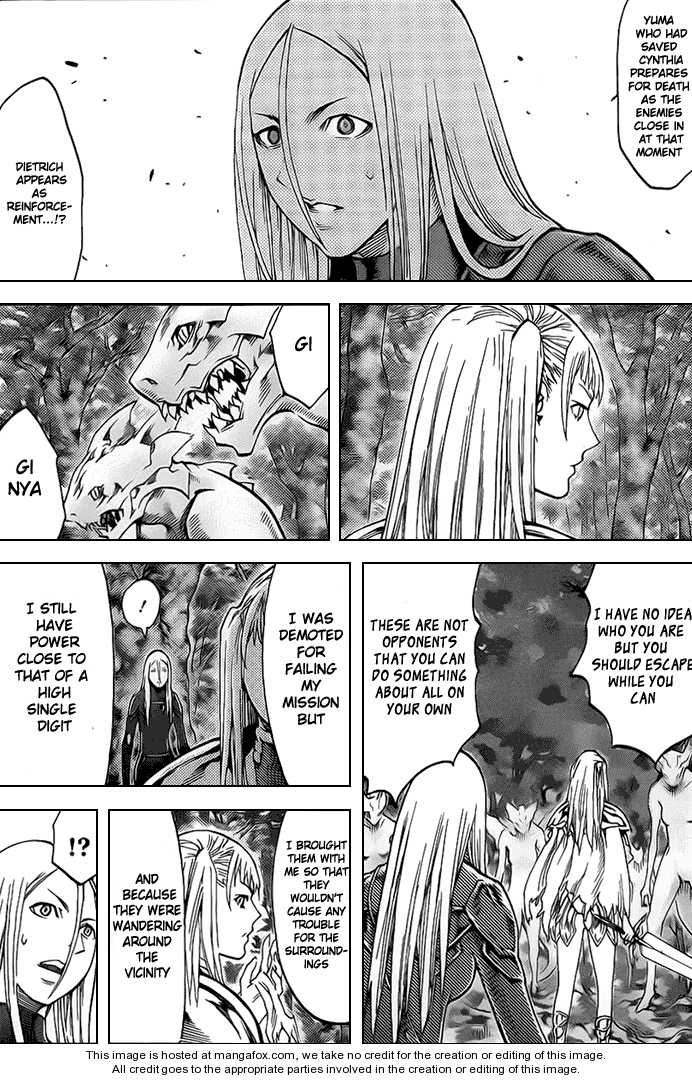 YUMA
WHO HAD
SAVED
CYNTHIA
PREPARES
FOR DEATH
AS THE
ENEMIES
CLOSE IN
AT THAT
MOMENT
DIETRICH
APPEARS
AS
REINFORCE-
MENT...!?
GI
GI
NYA
I HAVE NO IDEA
WHO YOU ARE
BUT YOU
SHOULD ESCAPE
WHILE YOU
CAN
THESE ARE NOT
OPPONENTS
THAT YOU CAN
DO SOMETHING
ABOUT ALL ON
YOUR OWN
I WAS
DEMOTED
FOR
FAILING
MY
MISSION BUT
!
I STILL
HAVE
POWER
CLOSE TO
THAT OF A
HIGH
SINGLE
DIGIT
I BROUGHT
THEM WITH
ME SO THAT
THEY
WOULDN'T
CAUSE ANY
TROUBLE
FOR THE
SURROUND-
INGS
AND
BECAUSE
THEY WERE
WANDERING
AROUND
THE
VICINITY
!?
This image is hosted at mangafox.com, we take no credit for the creation or editing of this image.
All credit goes to the appropriate parties involved in the creation or editing of this image.